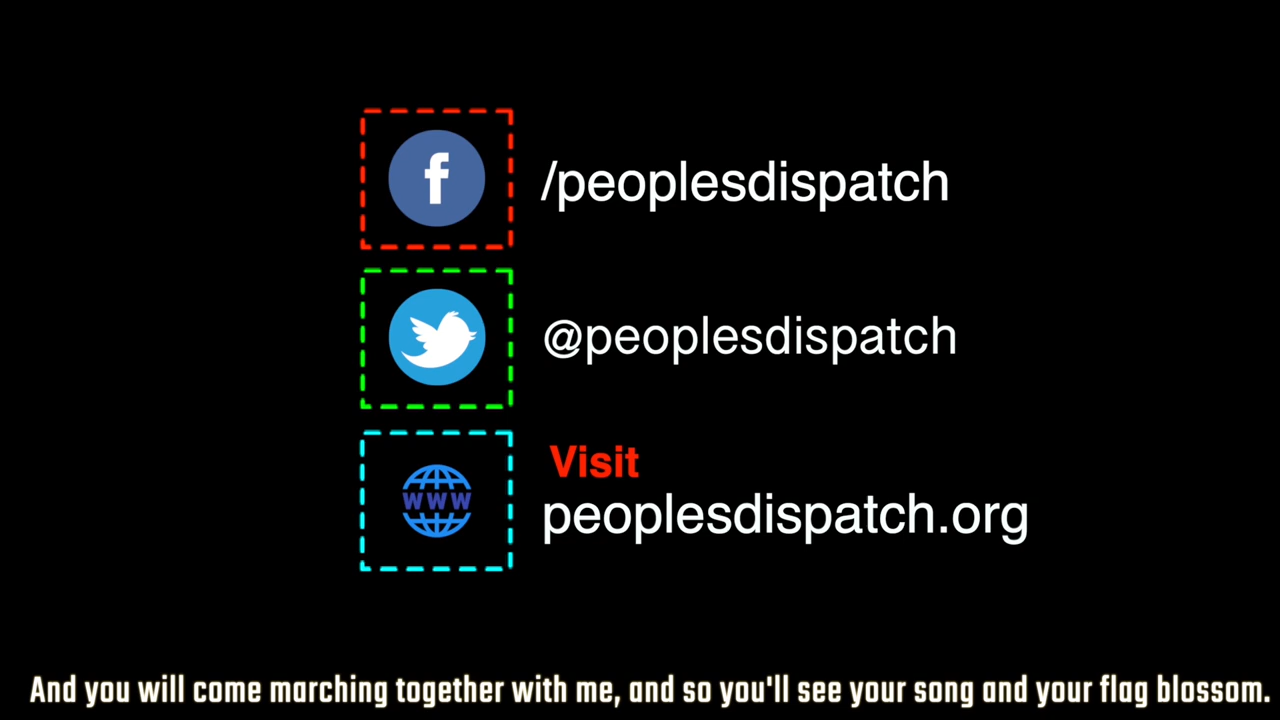 f
/peoplesdispatch
@peoplesdispatch
Visit
www
peoplesdispatch.org
And you will come marching together with me, and so you'll see your song and your flag blossom.